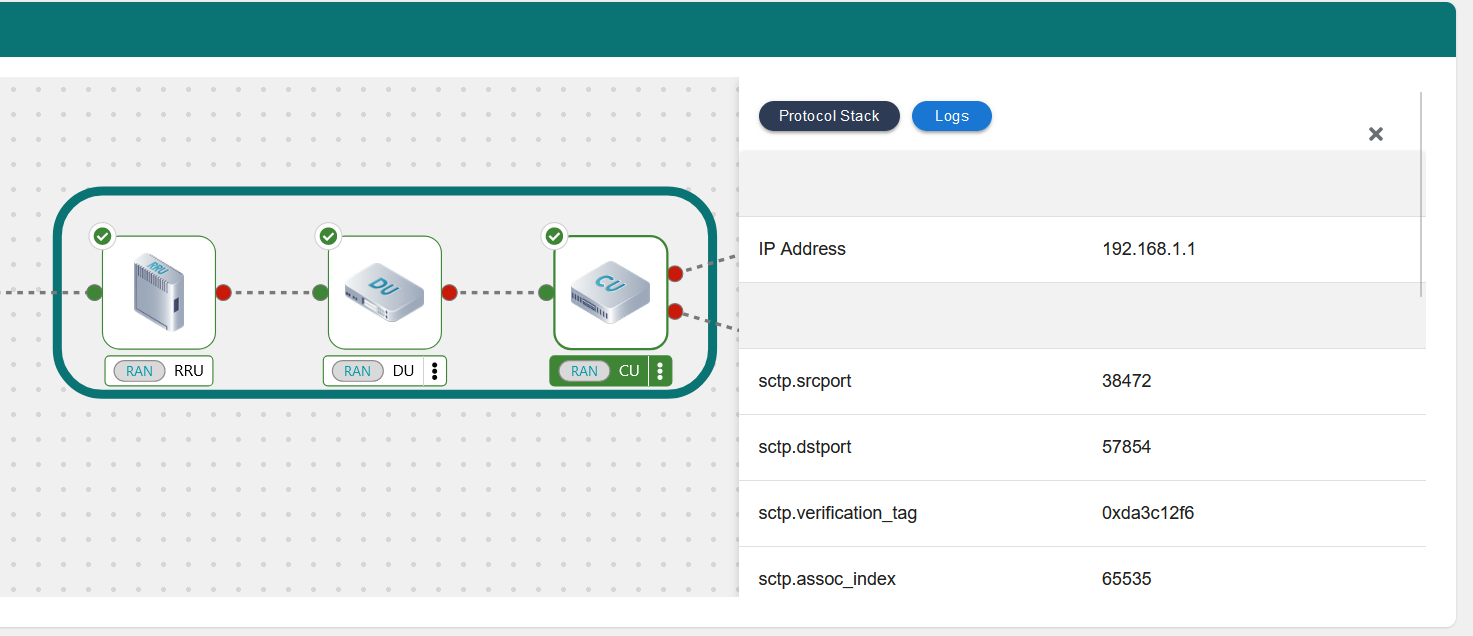 Protocol Stack Logs
IP Address 192.168.1.1
sctp.srcport 38472
sctp.dstport 57854
sctp.verification_tag 0xda3c12f6
sctp.assoc_index 65535
RRU
DU
CU
RAN RRU
RAN DU
RAN CU